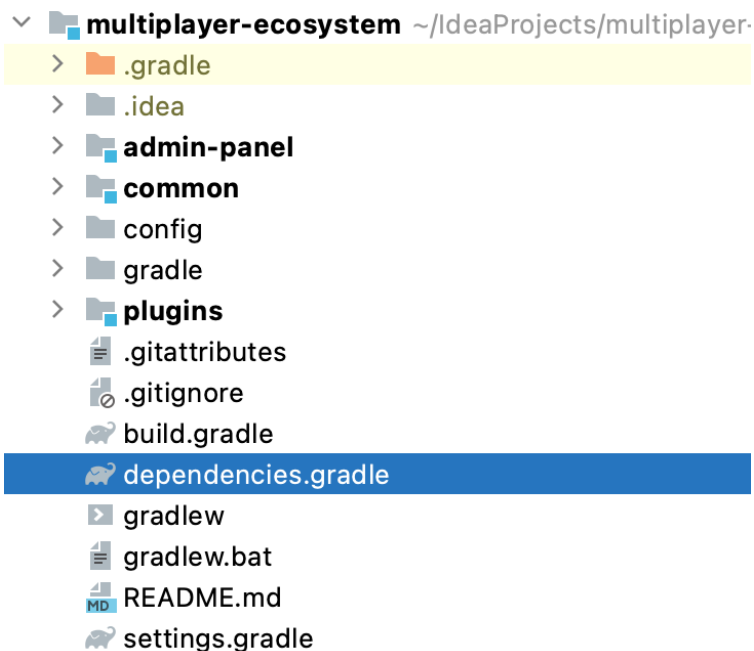 multiplayer-ecosystem ~/IdeaProjects/multiplayer-
.gradle
.idea
admin-panel
common
config
gradle
plugins
.gitattributes
.gitignore
build.gradle
dependencies.gradle
gradlew
gradlew.bat
MD README.md
settings.gradle